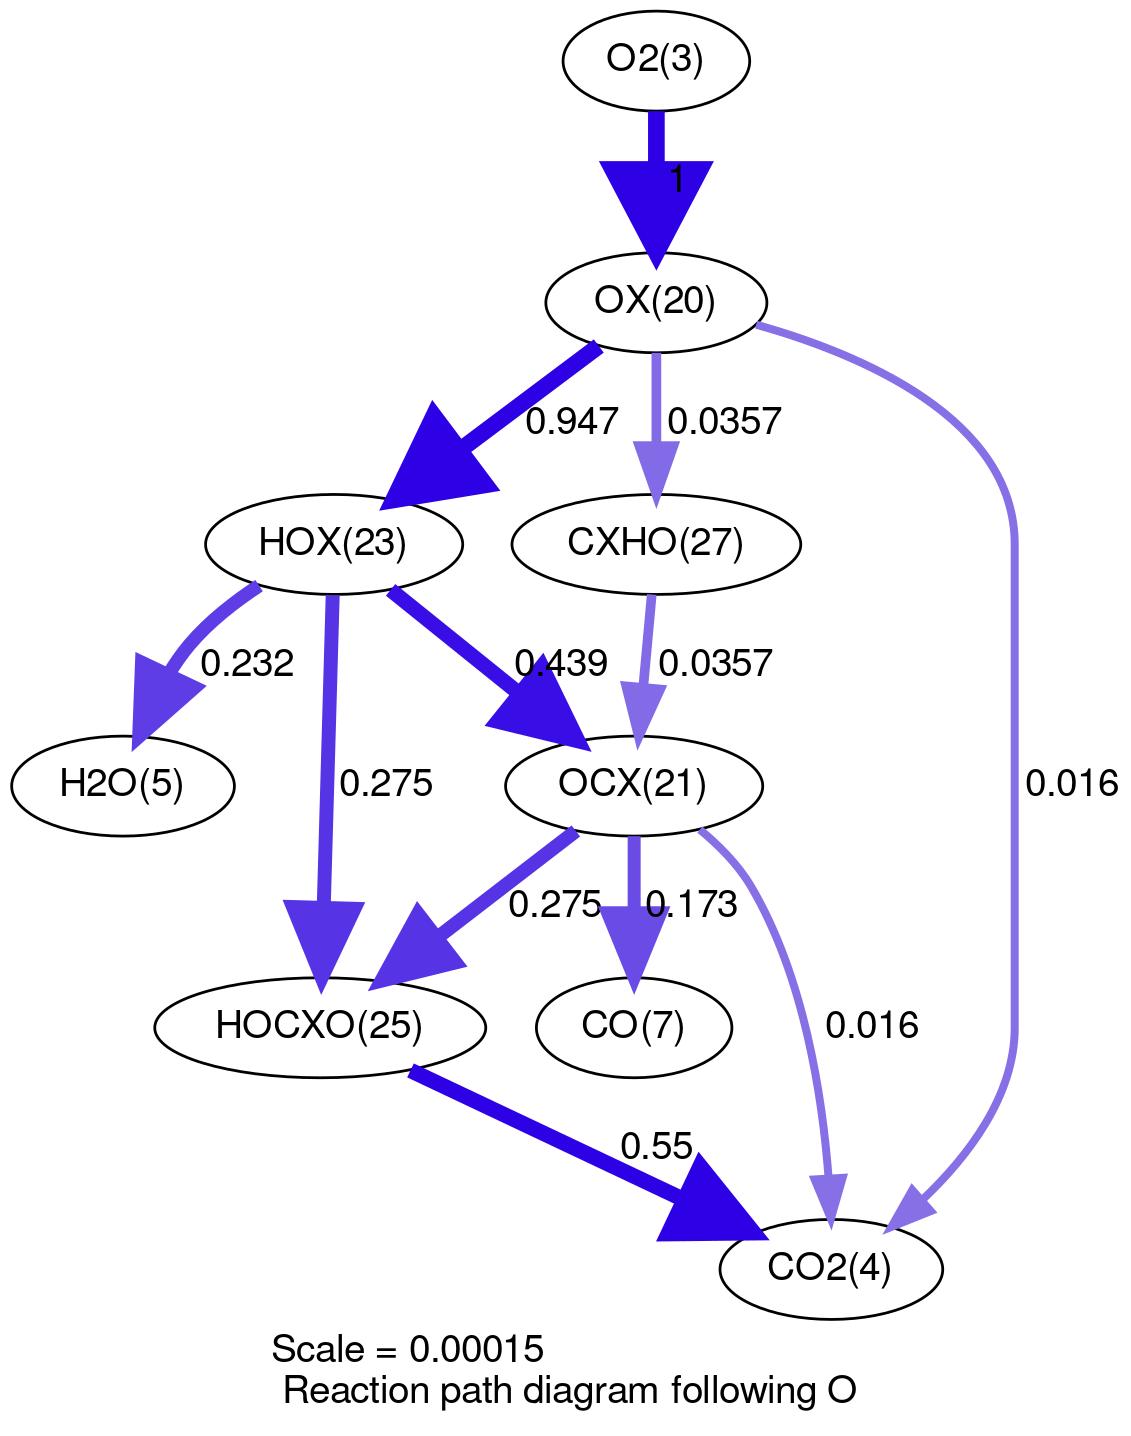 O2(3)
1
OX(20)
0.947
0.0357
HOX(23)
CXHO(27)
0.232
0.439
0.0357
H2O(5)
0.275
OCX(21)
0.016
0.275
0.173
HOCXO(25)
CO(7)
0.016
0.55
CO2(4)
Scale = 0.00015
Reaction path diagram following O